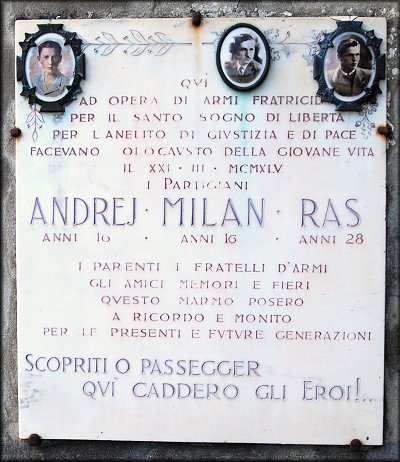 QVI
AD OPERA DI ARMI FRATRICID
PER IL SANTO SOGNO DI LIBERTÀ
PER L'ANELITO DI GIVSTIZIA E DI PACE
FACEVANO OLOCAVSTO DELLA GIOVANE VITA
IL XXI · III · MCMXLV
I PARTIGIANI
ANDREJ · MILAN · RAS
ANNI 16 · ANNI 16 · ANNI 28
I PARENTI I FRATELLI D'ARMI
GLI AMICI MEMORI E FIERI
QVESTO MARMO POSERO
A RICORDO E MONITO
PER LE PRESENTI E FVTVRE GENERAZIONI
SCOPRITI O PASSEGGER
QVÌ CADDERO GLI EROI!..